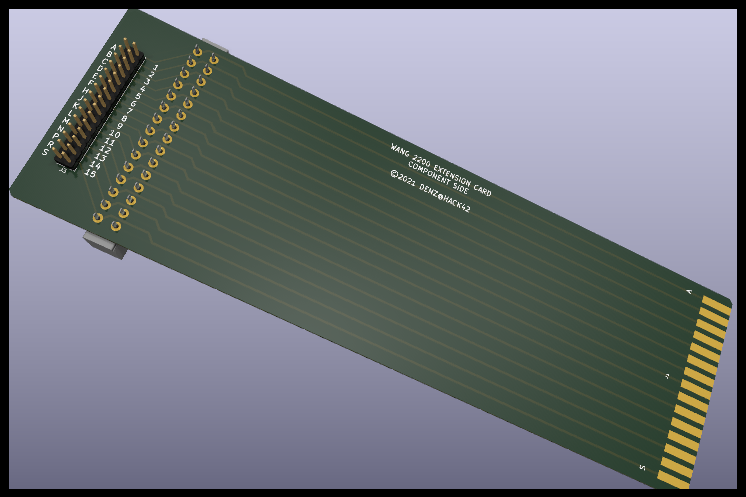 A
B
C
D
E
F
H
J
K
L
M
N
P
R
S
1
2
3
4
5
6
7
8
9
10
11
12
13
14
15
J3
WANG 2200 EXTENSION CARD
COMPONENT SIDE
©2021 DENZ@HACK42
A
S